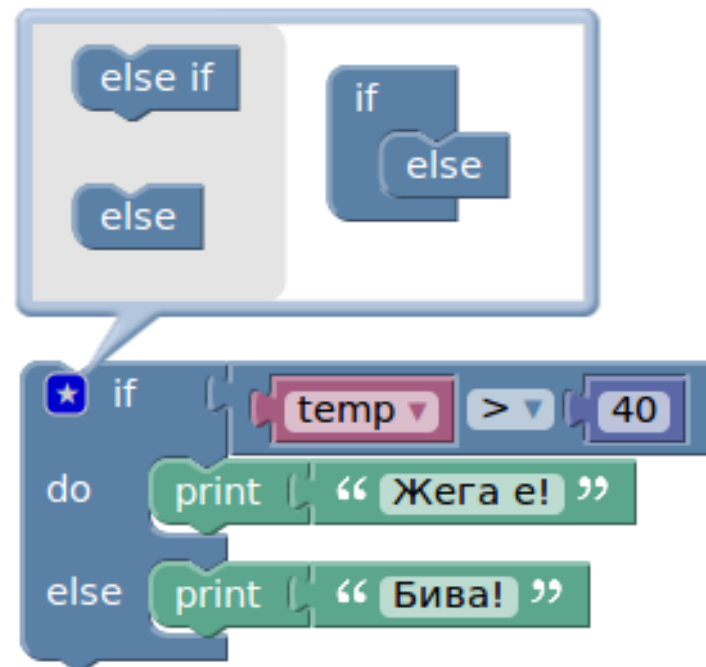 else if
if
else
else
if temp ▾ > ▾ 40
do print “ Жега е! ”
else print “ Бива! ”